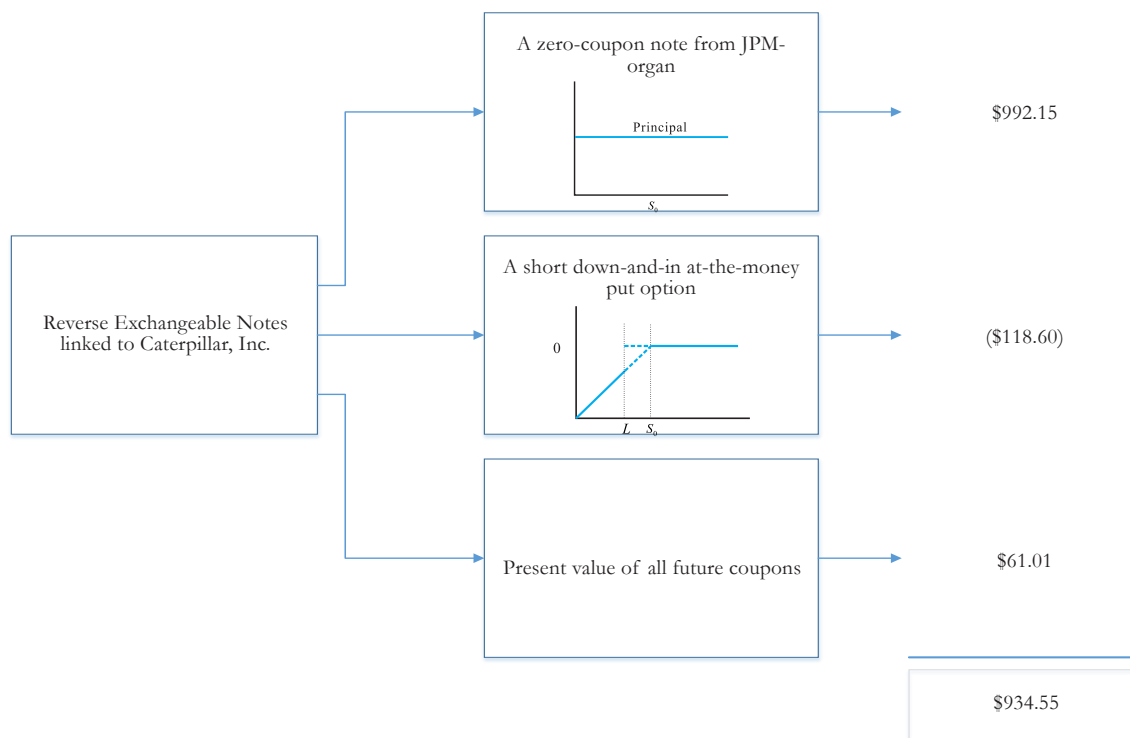 A zero-coupon note from JPM-
organ
Principal
S₀
$992.15
Reverse Exchangeable Notes
linked to Caterpillar, Inc.
A short down-and-in at-the-money
put option
0
L S₀
($118.60)
Present value of all future coupons
$61.01
$934.55